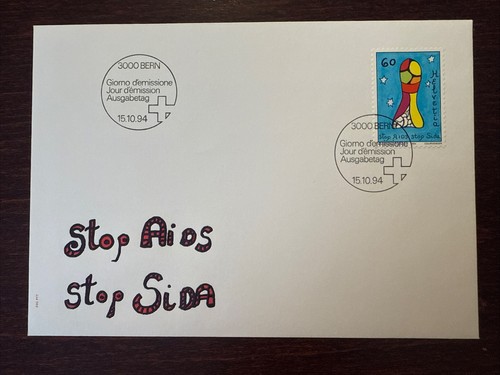 3000 BERN
Giorno d'emissione
Jour d'émission
Ausgabetag
15.10.94
60
Helvetia
Stop AiDS stop SiDA
3000 BERN
Giorno d'emissione
Jour d'émission
Ausgabetag
15.10.94
Stop AiDS
Stop SiDA